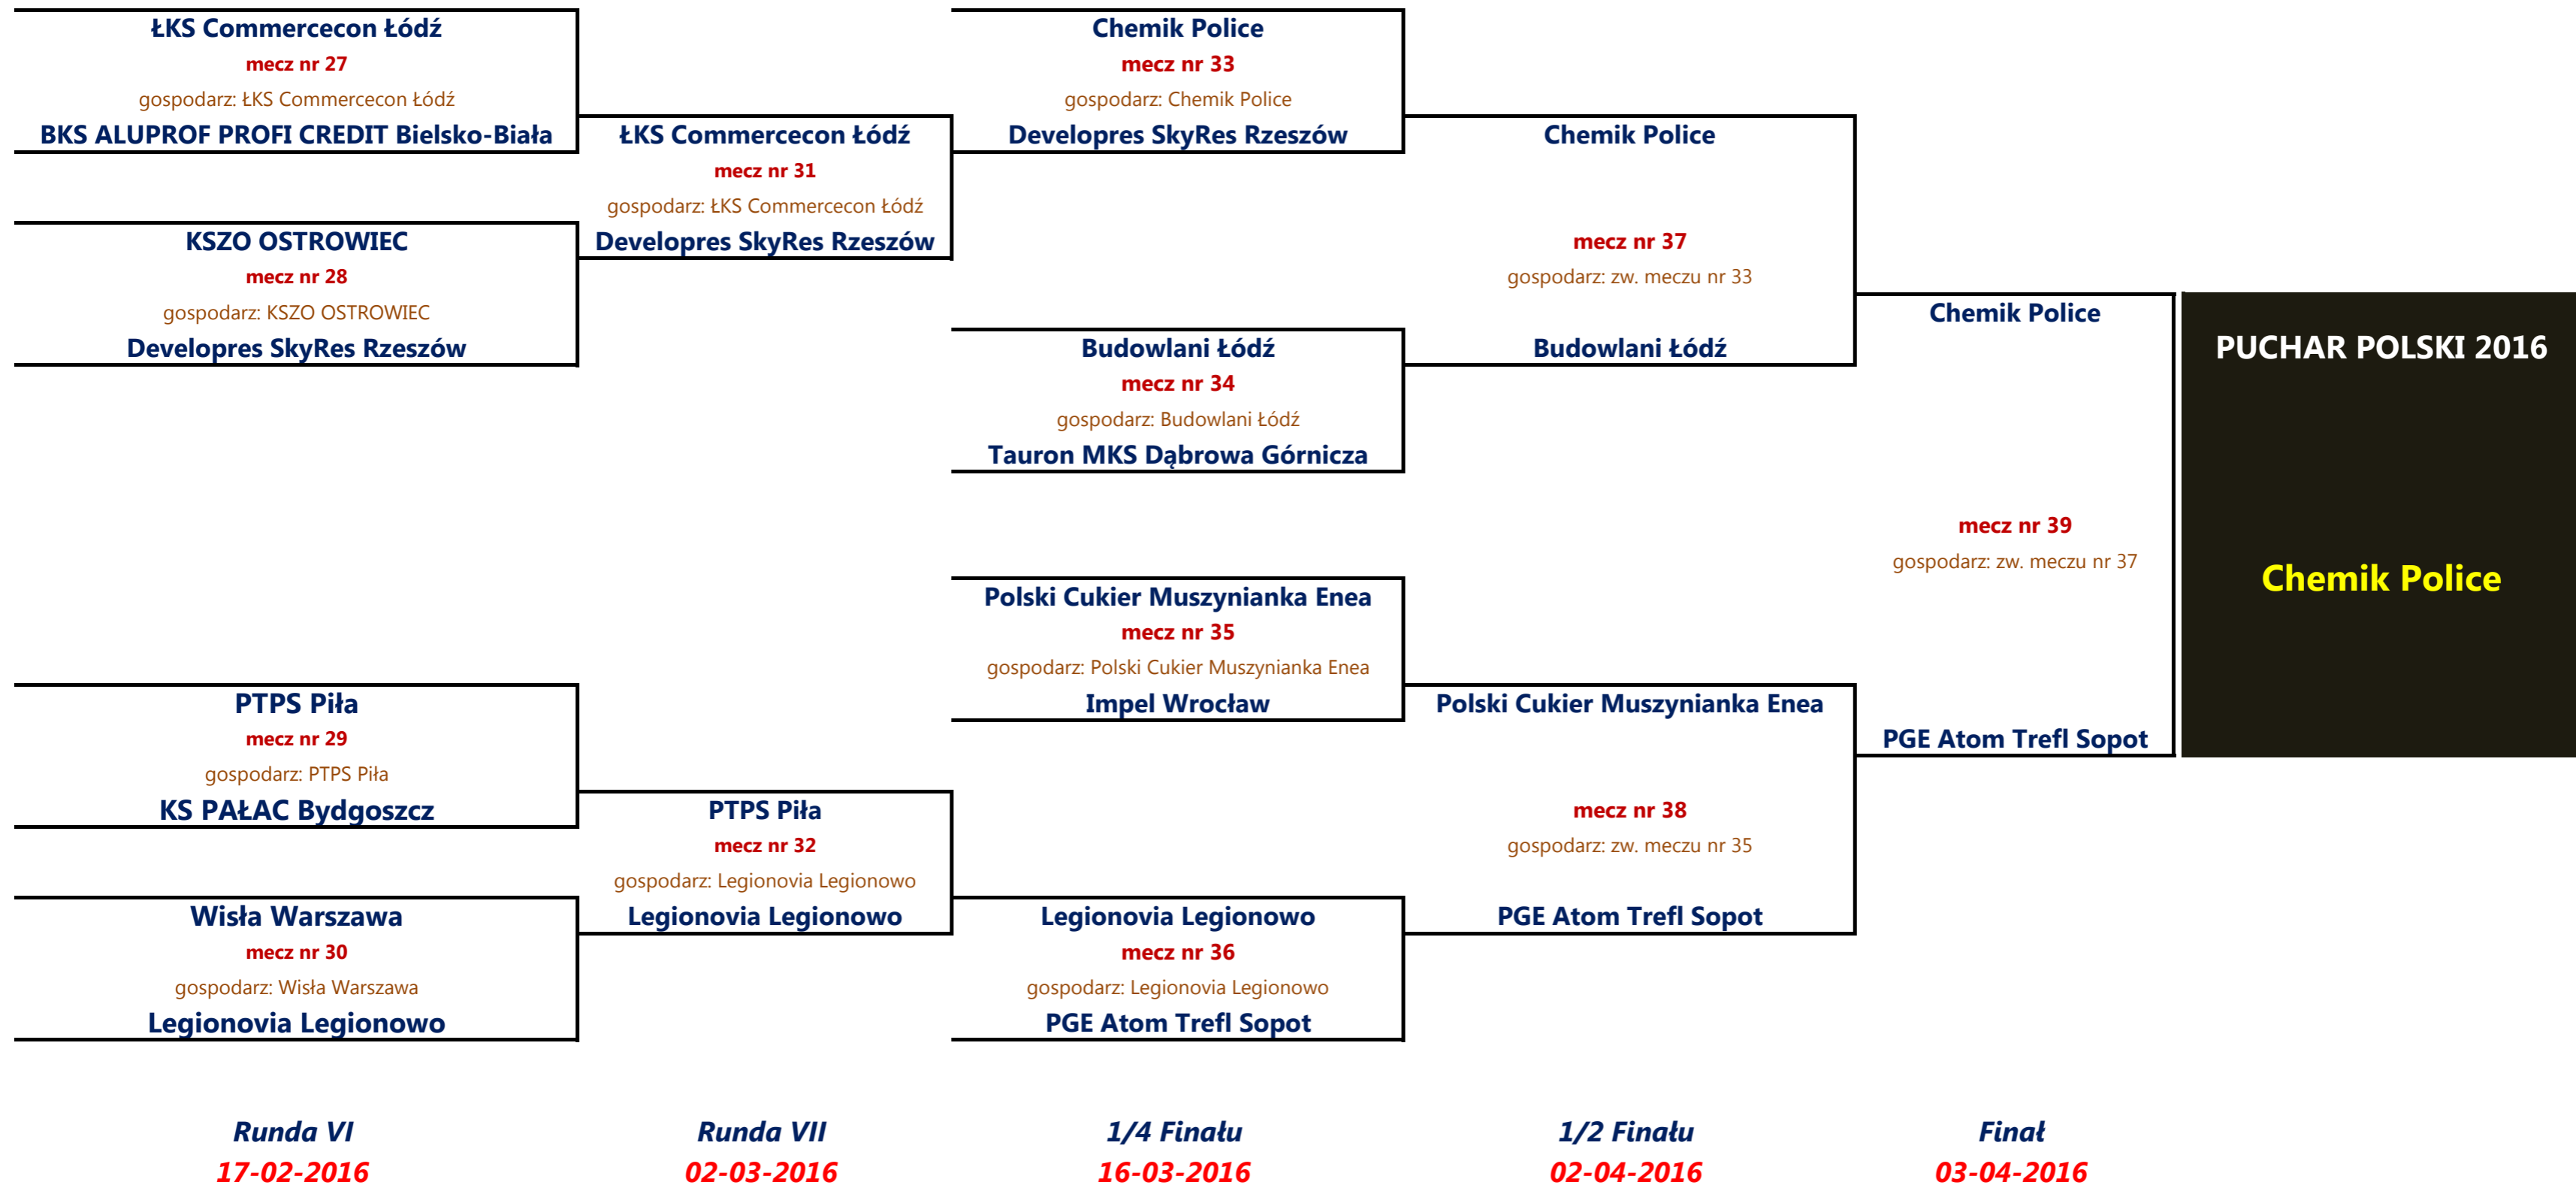 ŁKS Commercecon Łódź
mecz nr 27
gospodarz: ŁKS Commercecon Łódź
BKS ALUPROF PROFI CREDIT Bielsko-Biała
KSZO OSTROWIEC
mecz nr 28
gospodarz: KSZO OSTROWIEC
Developres SkyRes Rzeszów
PTPS Piła
mecz nr 29
gospodarz: PTPS Piła
KS PAŁAC Bydgoszcz
Wisła Warszawa
mecz nr 30
gospodarz: Wisła Warszawa
Legionovia Legionowo
Runda VI
17-02-2016
ŁKS Commercecon Łódź
mecz nr 31
gospodarz: ŁKS Commercecon Łódź
Developres SkyRes Rzeszów
PTPS Piła
mecz nr 32
gospodarz: Legionovia Legionowo
Legionovia Legionowo
Runda VII
02-03-2016
Chemik Police
mecz nr 33
gospodarz: Chemik Police
Developres SkyRes Rzeszów
Budowlani Łódź
mecz nr 34
gospodarz: Budowlani Łódź
Tauron MKS Dąbrowa Górnicza
Polski Cukier Muszynianka Enea
mecz nr 35
gospodarz: Polski Cukier Muszynianka Enea
Impel Wrocław
Legionovia Legionowo
mecz nr 36
gospodarz: Legionovia Legionowo
PGE Atom Trefl Sopot
1/4 Finału
16-03-2016
Chemik Police
mecz nr 37
gospodarz: zw. meczu nr 33
Budowlani Łódź
Polski Cukier Muszynianka Enea
mecz nr 38
gospodarz: zw. meczu nr 35
PGE Atom Trefl Sopot
1/2 Finału
02-04-2016
Chemik Police
mecz nr 39
gospodarz: zw. meczu nr 37
PGE Atom Trefl Sopot
Finał
03-04-2016
PUCHAR POLSKI 2016
Chemik Police